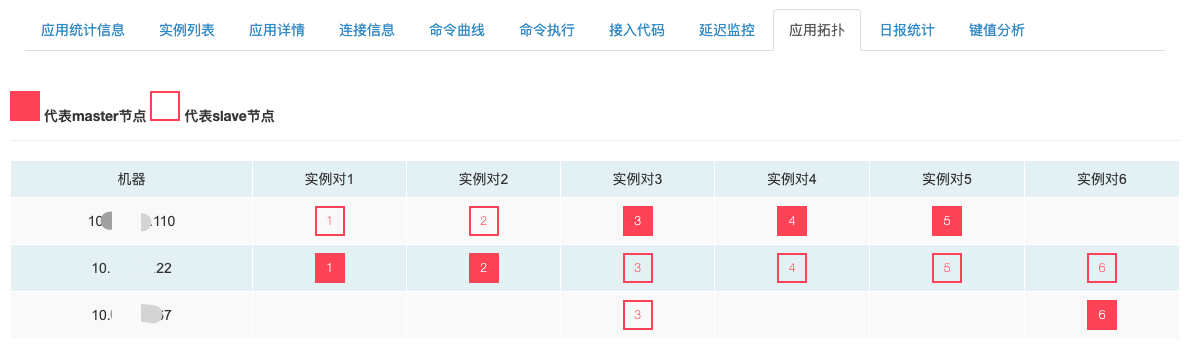 应用统计信息 实例列表 应用详情 连接信息 命令曲线 命令执行 接入代码 延迟监控 应用拓扑 日报统计 键值分析
代表master节点 代表slave节点
机器 实例对1 实例对2 实例对3 实例对4 实例对5 实例对6
10 .110 1 2 3 4 5
10. 22 1 2 3 4 5 6
10. 7 3 6